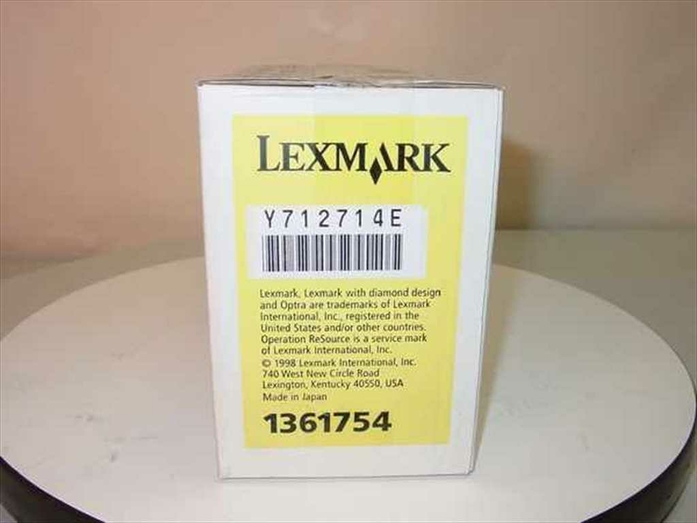 LEXMARK
Y712714E
Lexmark, Lexmark with diamond design
and Optra are trademarks of Lexmark
International, Inc., registered in the
United States and/or other countries.
Operation ReSource is a service mark
of Lexmark International, Inc.
© 1998 Lexmark International, Inc.
740 West New Circle Road
Lexington, Kentucky 40550, USA
Made in Japan
1361754